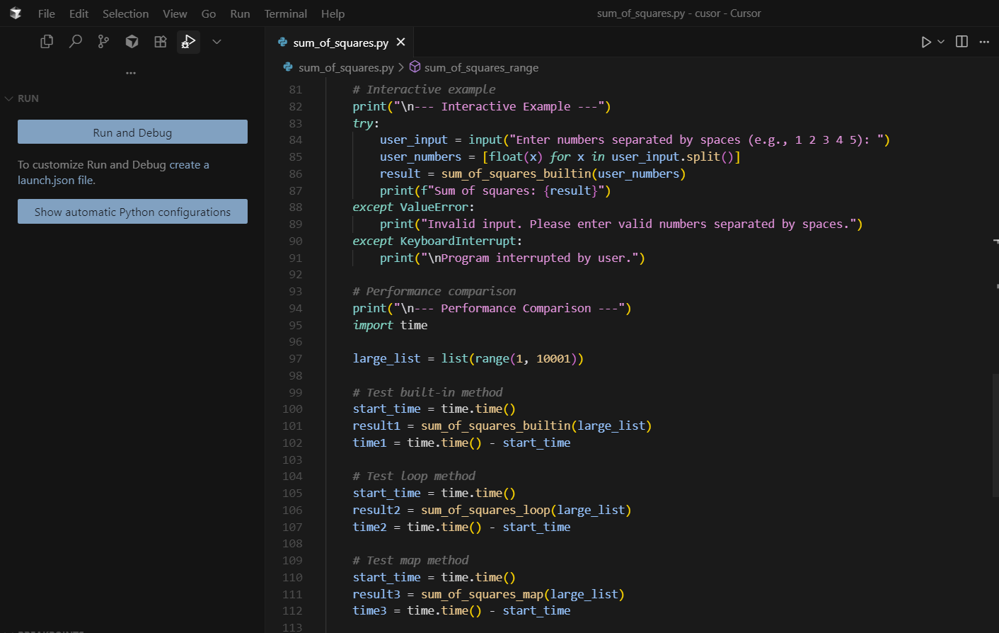 File Edit Selection View Go Run Terminal Help
sum_of_squares.py - cusor - Cursor
RUN
Run and Debug
To customize Run and Debug create a
launch.json file.
Show automatic Python configurations
sum_of_squares.py
sum_of_squares.py > sum_of_squares_range
81 # Interactive example
82 print("\n--- Interactive Example ---")
83 try:
84 user_input = input("Enter numbers separated by spaces (e.g., 1 2 3 4 5): ")
85 user_numbers = [float(x) for x in user_input.split()]
86 result = sum_of_squares_builtin(user_numbers)
87 print(f"Sum of squares: {result}")
88 except ValueError:
89 print("Invalid input. Please enter valid numbers separated by spaces.")
90 except KeyboardInterrupt:
91 print("\nProgram interrupted by user.")
92
93 # Performance comparison
94 print("\n--- Performance Comparison ---")
95 import time
96
97 large_list = list(range(1, 10001))
98
99 # Test built-in method
100 start_time = time.time()
101 result1 = sum_of_squares_builtin(large_list)
102 time1 = time.time() - start_time
103
104 # Test loop method
105 start_time = time.time()
106 result2 = sum_of_squares_loop(large_list)
107 time2 = time.time() - start_time
108
109 # Test map method
110 start_time = time.time()
111 result3 = sum_of_squares_map(large_list)
112 time3 = time.time() - start_time
113